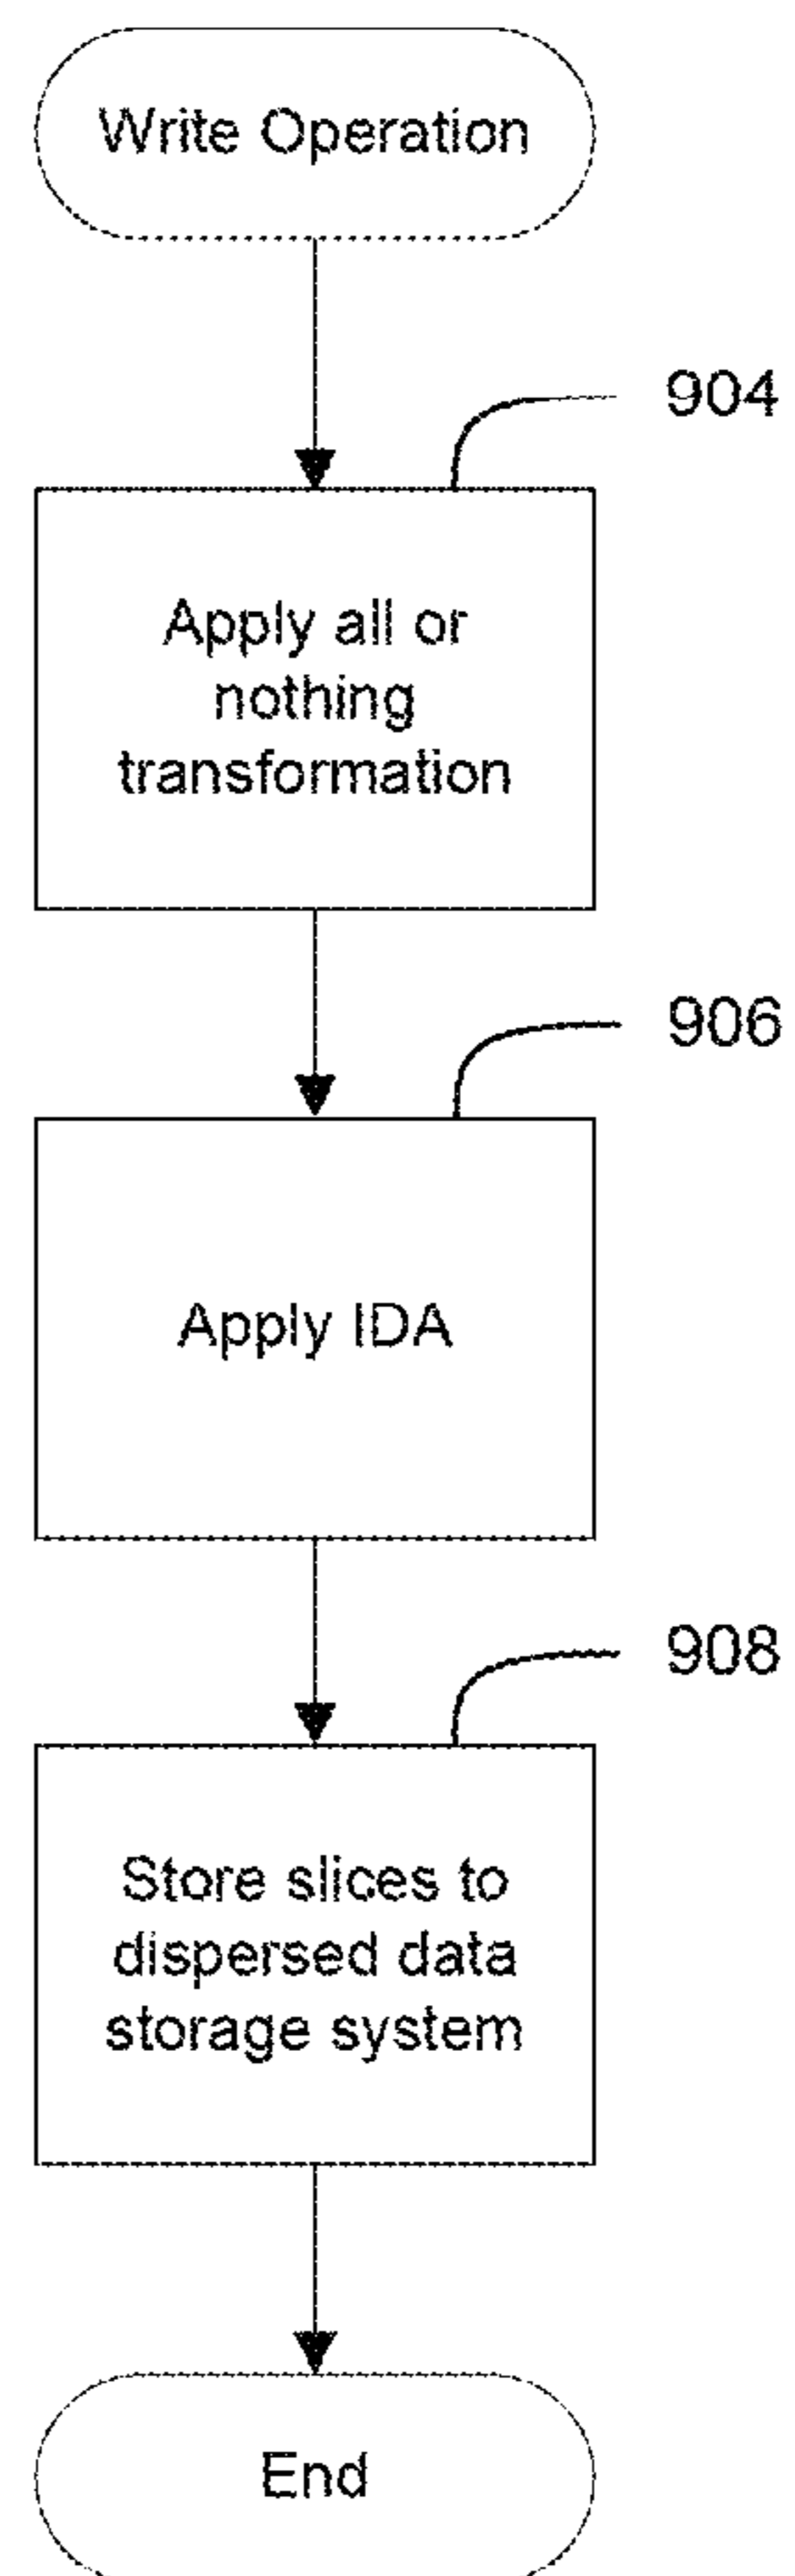 Write Operation
904
Apply all or
nothing
transformation
906
Apply IDA
908
Store slices to
dispersed data
storage system
End